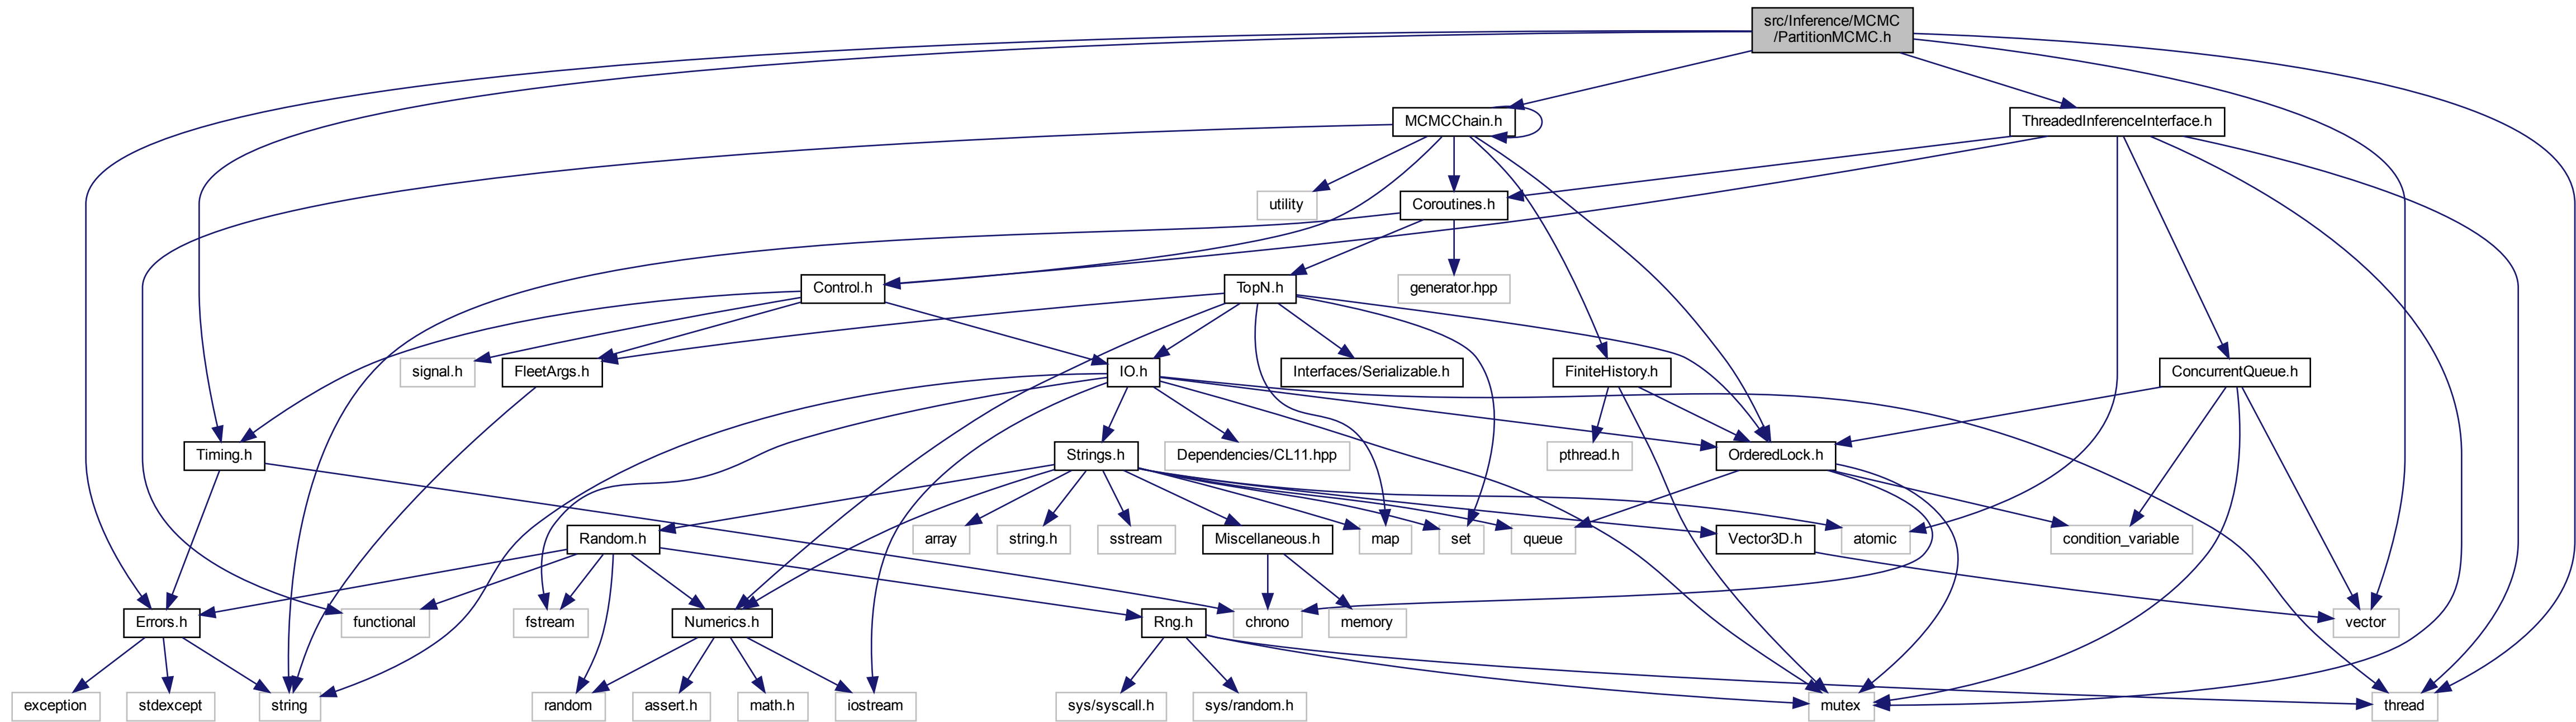 src/Inference/MCMC
/PartitionMCMC.h
MCMCChain.h
ThreadedInferenceInterface.h
utility
Coroutines.h
Control.h
TopN.h
generator.hpp
signal.h
FleetArgs.h
IO.h
Interfaces/Serializable.h
FiniteHistory.h
ConcurrentQueue.h
Timing.h
Strings.h
Dependencies/CL11.hpp
pthread.h
OrderedLock.h
Random.h
array
string.h
sstream
Miscellaneous.h
map
set
queue
Vector3D.h
atomic
condition_variable
Errors.h
functional
fstream
Numerics.h
Rng.h
chrono
memory
vector
exception
stdexcept
string
random
assert.h
math.h
iostream
sys/syscall.h
sys/random.h
mutex
thread